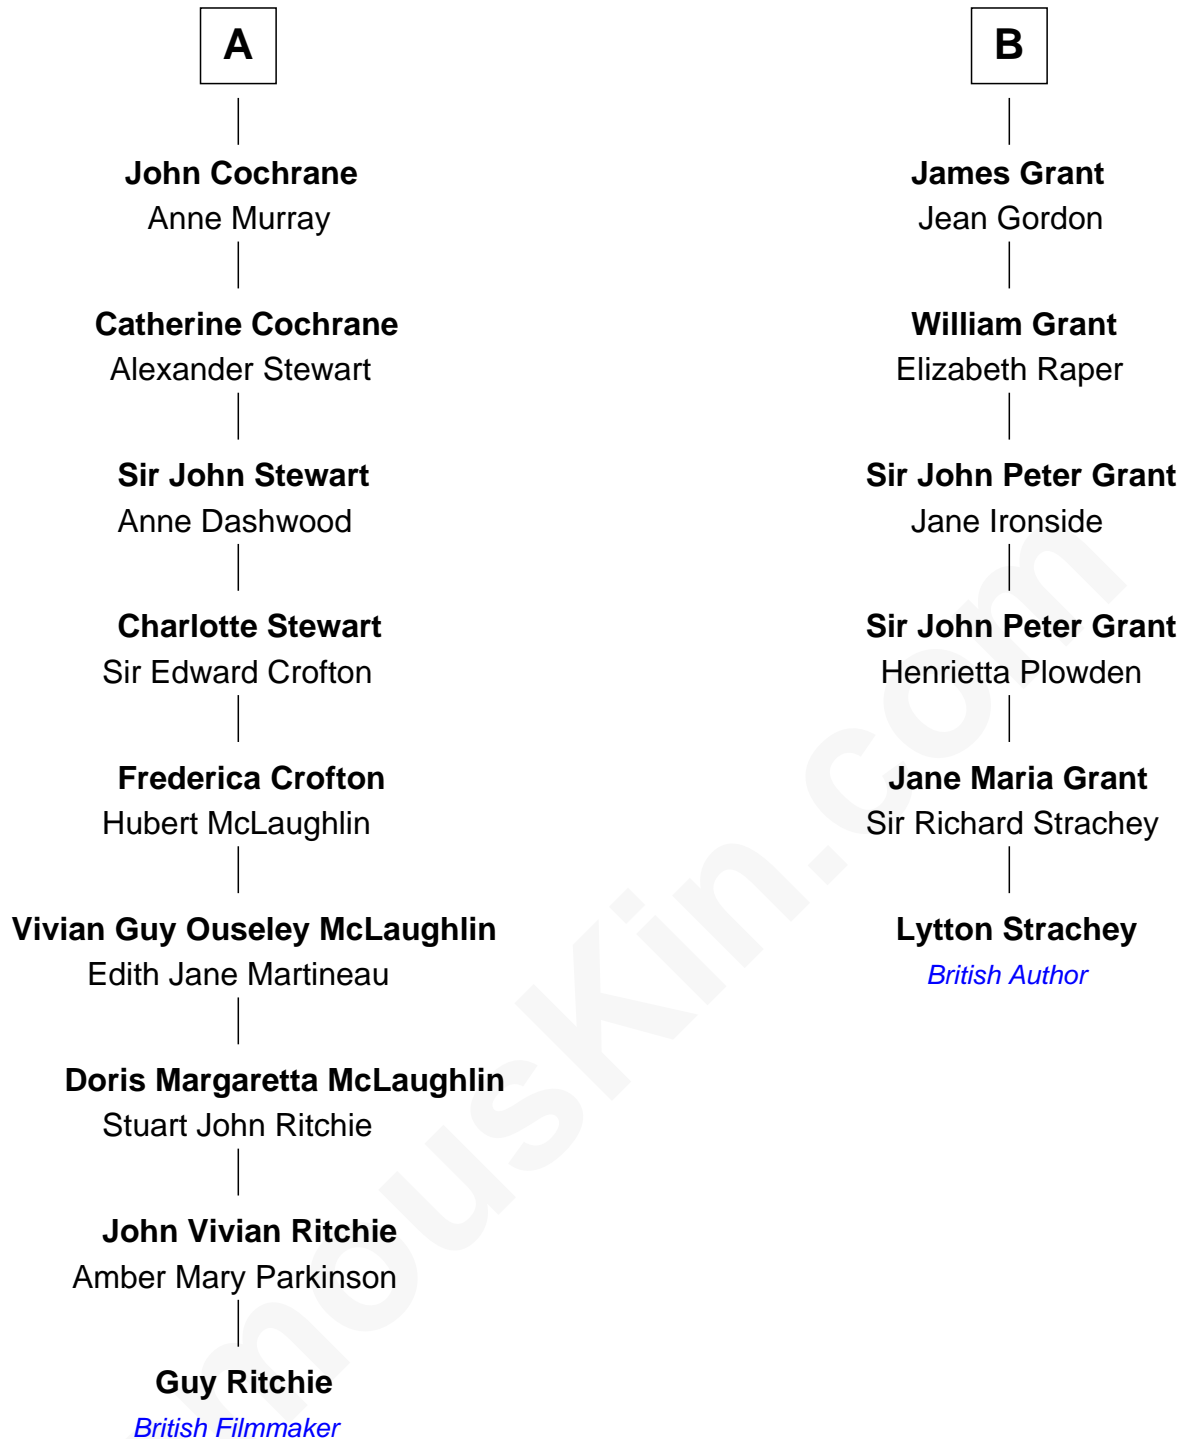 A
John Cochrane
Anne Murray
Catherine Cochrane
Alexander Stewart
Sir John Stewart
Anne Dashwood
Charlotte Stewart
Sir Edward Crofton
Frederica Crofton
Hubert McLaughlin
Vivian Guy Ouseley McLaughlin
Edith Jane Martineau
Doris Margaretta McLaughlin
Stuart John Ritchie
John Vivian Ritchie
Amber Mary Parkinson
Guy Ritchie
British Filmmaker
B
James Grant
Jean Gordon
William Grant
Elizabeth Raper
Sir John Peter Grant
Jane Ironside
Sir John Peter Grant
Henrietta Plowden
Jane Maria Grant
Sir Richard Strachey
Lytton Strachey
British Author
mouskin.com